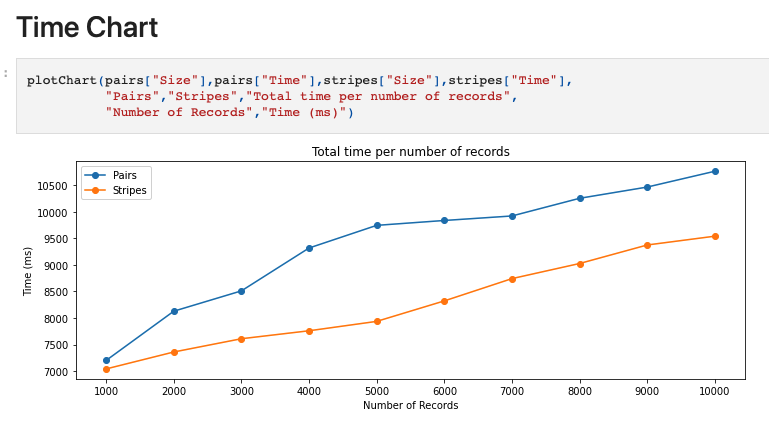 Time Chart
:
plotChart(pairs["Size"],pairs["Time"],stripes["Size"],stripes["Time"],
"Pairs","Stripes","Total time per number of records",
"Number of Records","Time (ms)")
Total time per number of records
Pairs
Stripes
10500
10000
9500
9000
8500
8000
7500
7000
Time (ms)
1000 2000 3000 4000 5000 6000 7000 8000 9000 10000
Number of Records